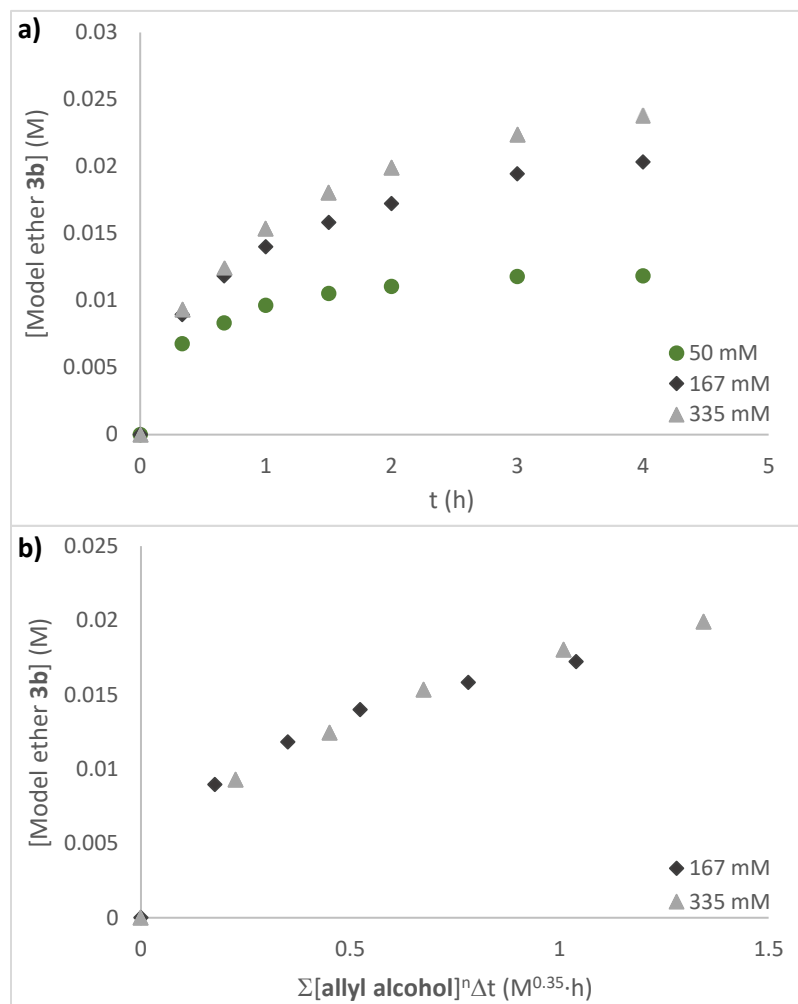 a)
0.03
0.025
0.02
0.015
0.01
0.005
0
[Model ether 3b] (M)
0 1 2 3 4 5
t (h)
50 mM
167 mM
335 mM
b)
0.025
0.02
0.015
0.01
0.005
0
[Model ether 3b] (M)
0 0.5 1 1.5
Σ[allyl alcohol]ⁿΔt (M⁰·³⁵·h)
167 mM
335 mM